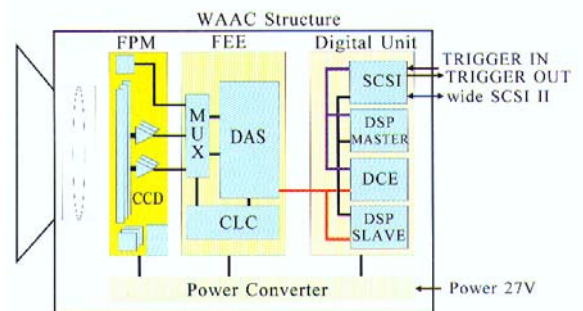 WAAC Structure
FPM
FEE
Digital Unit
TRIGGER IN
TRIGGER OUT
wide SCSI II
SCSI
MUX
DAS
DSP
MASTER
DCE
CCD
CLC
DSP
SLAVE
Power Converter
Power 27V